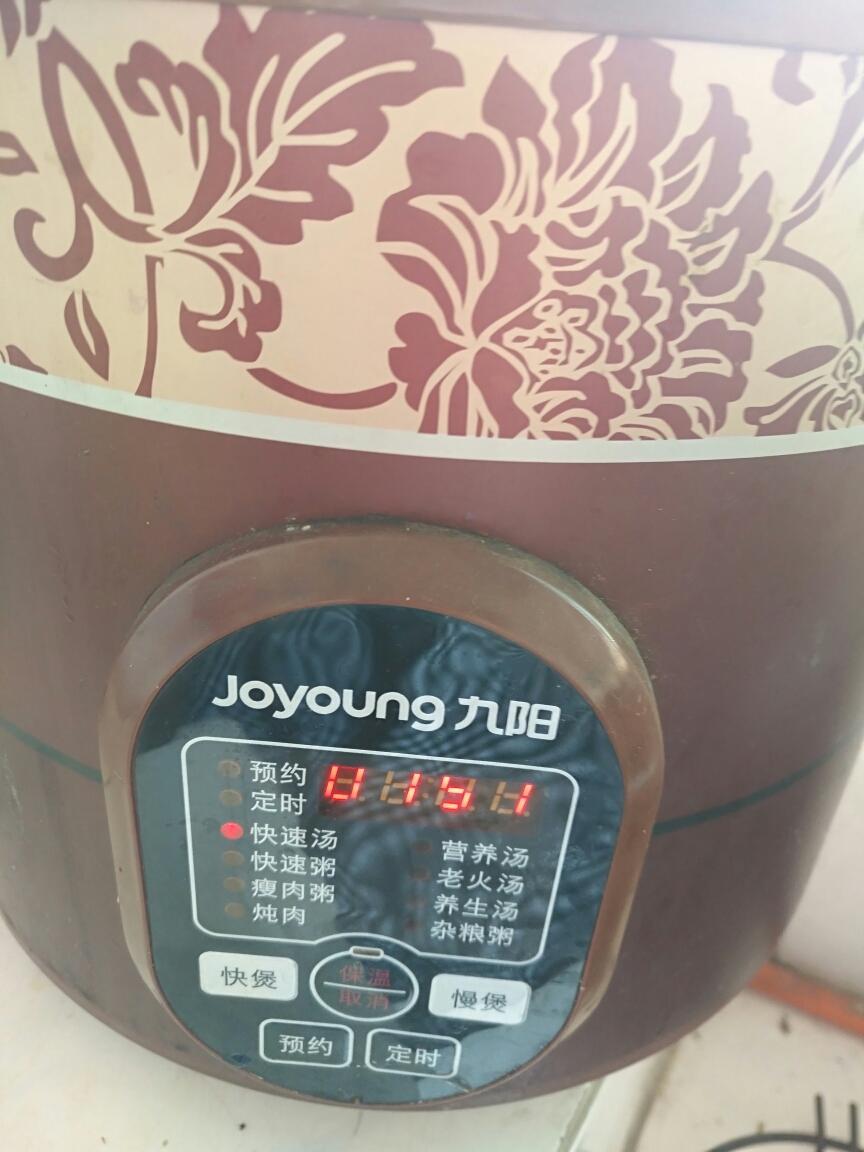 Joyoung 九阳
预约
定时
快速汤
快速粥
瘦肉粥
炖肉
营养汤
老火汤
养生汤
杂粮粥
快煲
保温
取消
慢煲
预约
定时